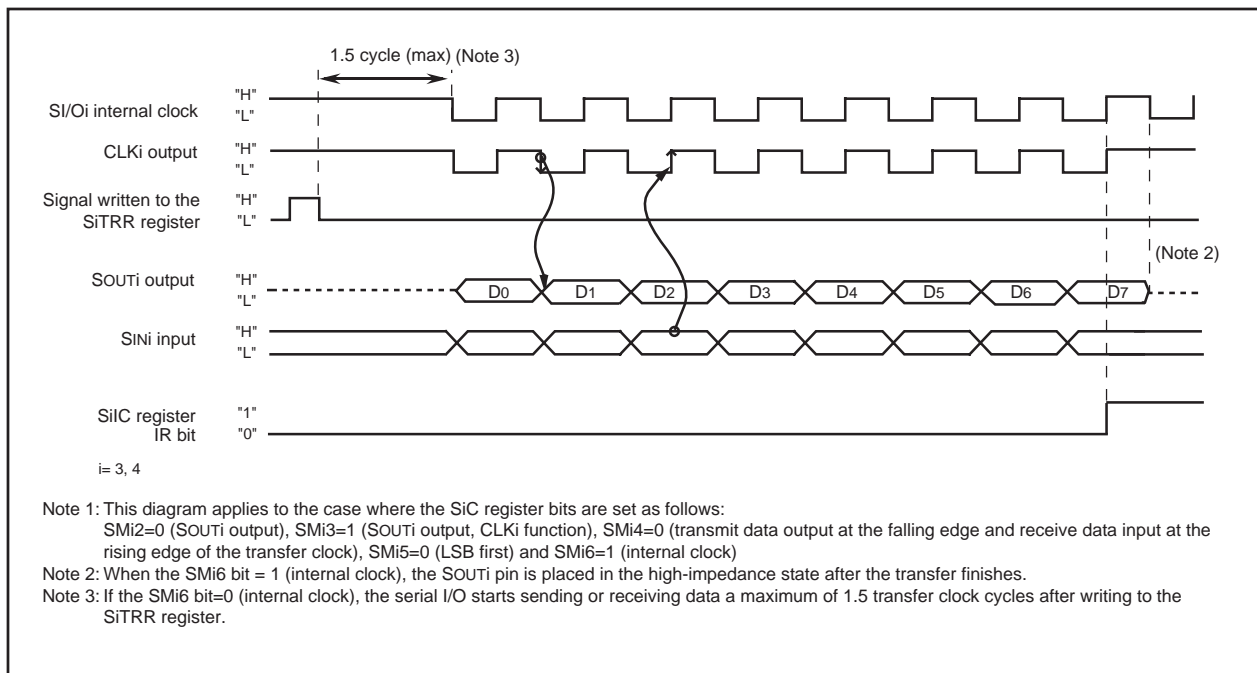 1.5 cycle (max) (Note 3)
SI/Oi internal clock "H" "L"
CLKi output "H" "L"
Signal written to the SiTRR register "H" "L"
(Note 2)
SOUTi output "H" "L" D0 D1 D2 D3 D4 D5 D6 D7
SINi input "H" "L"
SiIC register IR bit "1" "0"
i= 3, 4
Note 1: This diagram applies to the case where the SiC register bits are set as follows:
SMi2=0 (SOUTi output), SMi3=1 (SOUTi output, CLKi function), SMi4=0 (transmit data output at the falling edge and receive data input at the
rising edge of the transfer clock), SMi5=0 (LSB first) and SMi6=1 (internal clock)
Note 2: When the SMi6 bit = 1 (internal clock), the SOUTi pin is placed in the high-impedance state after the transfer finishes.
Note 3: If the SMi6 bit=0 (internal clock), the serial I/O starts sending or receiving data a maximum of 1.5 transfer clock cycles after writing to the
SiTRR register.